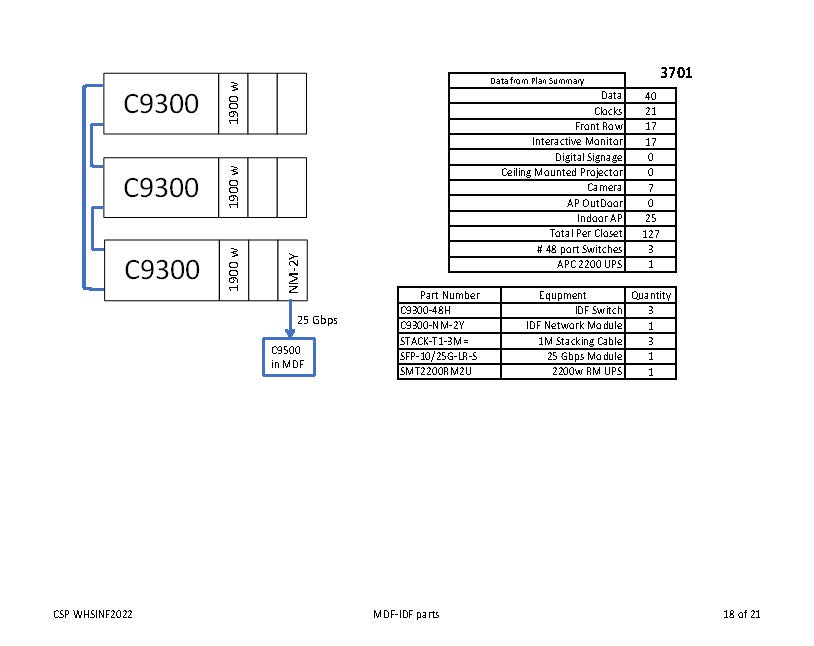 C9300 1900 w
C9300 1900 w
C9300 1900 w NM-2Y
25 Gbps
C9500
in MDF
3701
Data from Plan Summary
Data 40
Clocks 21
Front Row 17
Interactive Monitor 17
Digital Signage 0
Ceiling Mounted Projector 0
Camera 7
AP OutDoor 0
Indoor AP 25
Total Per Closet 127
# 48 port Switches 3
APC 2200 UPS 1
Part Number Equpment Quantity
C9300-48H IDF Switch 3
C9300-NM-2Y IDF Network Module 1
STACK-T1-3M= 1M Stacking Cable 3
SFP-10/25G-LR-S 25 Gbps Module 1
SMT2200RM2U 2200w RM UPS 1
CSP WHSINF2022 MDF-IDF parts 18 of 21